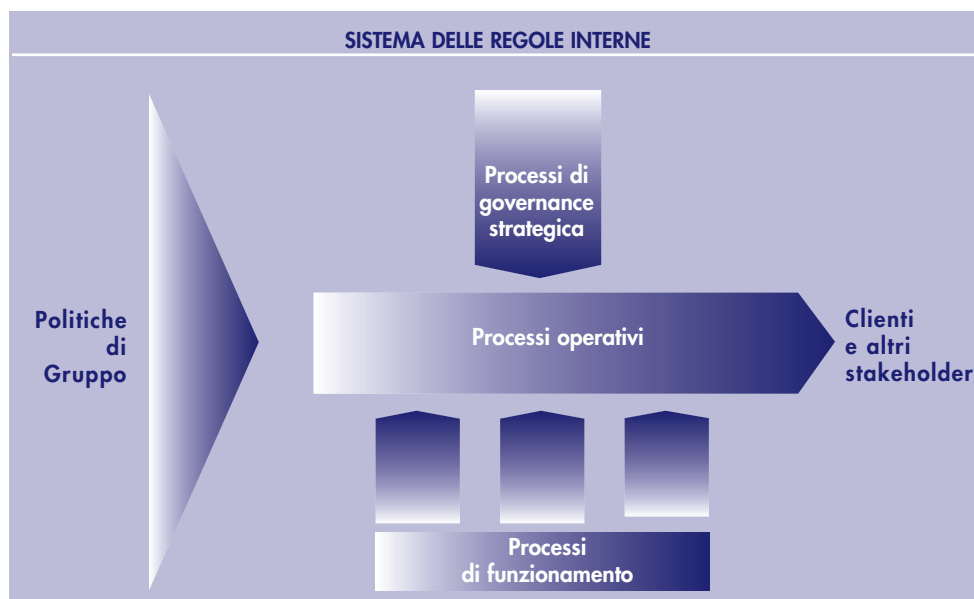 SISTEMA DELLE REGOLE INTERNE
Processi di
governance
strategica
Politiche
di
Gruppo
Processi operativi
Clienti
e altri
stakeholder
Processi
di funzionamento